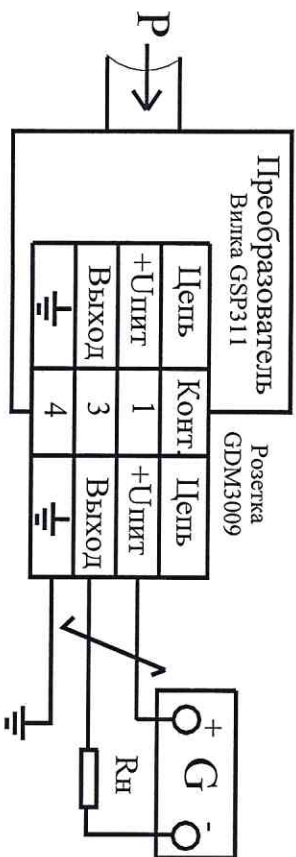 P
Преобразователь
Вилка GSP311
Розетка
GDM3009
Цепь Конт. Цепь
+Uпит 1 +Uпит
Выход 3 Выход
4
+ G -
Rн